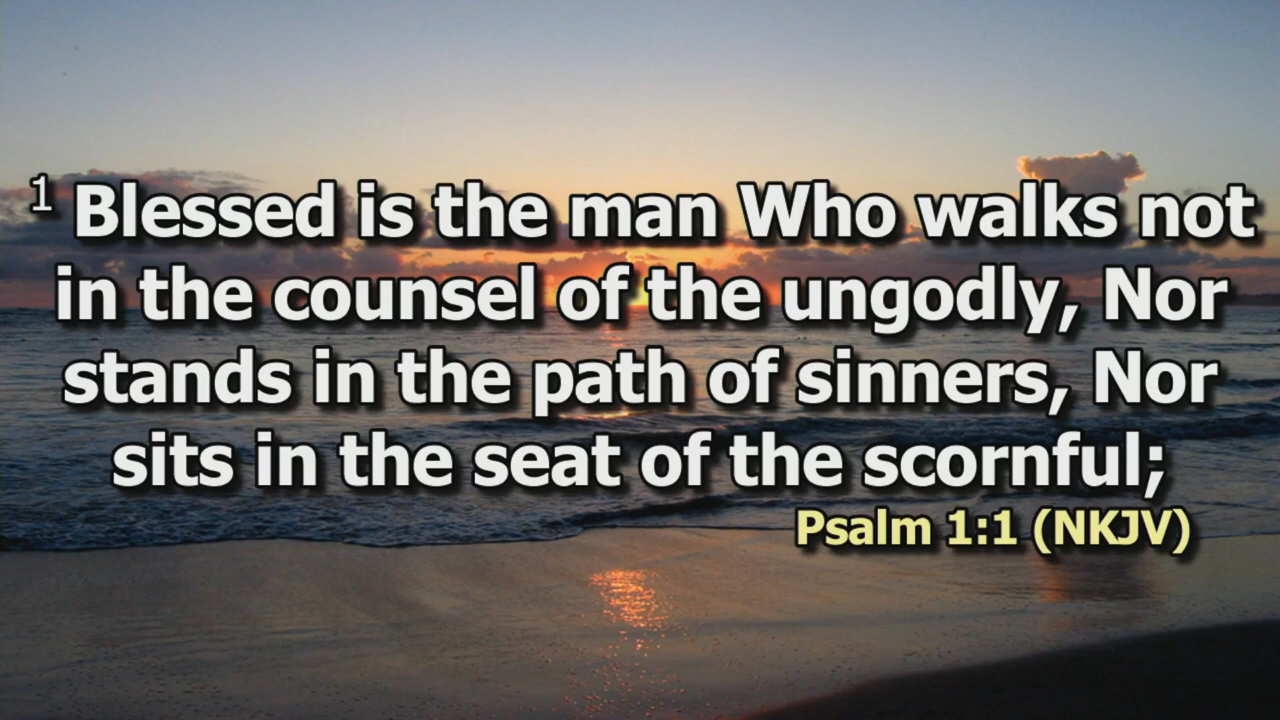 1 Blessed is the man Who walks not
in the counsel of the ungodly, Nor
stands in the path of sinners, Nor
sits in the seat of the scornful;
Psalm 1:1 (NKJV)